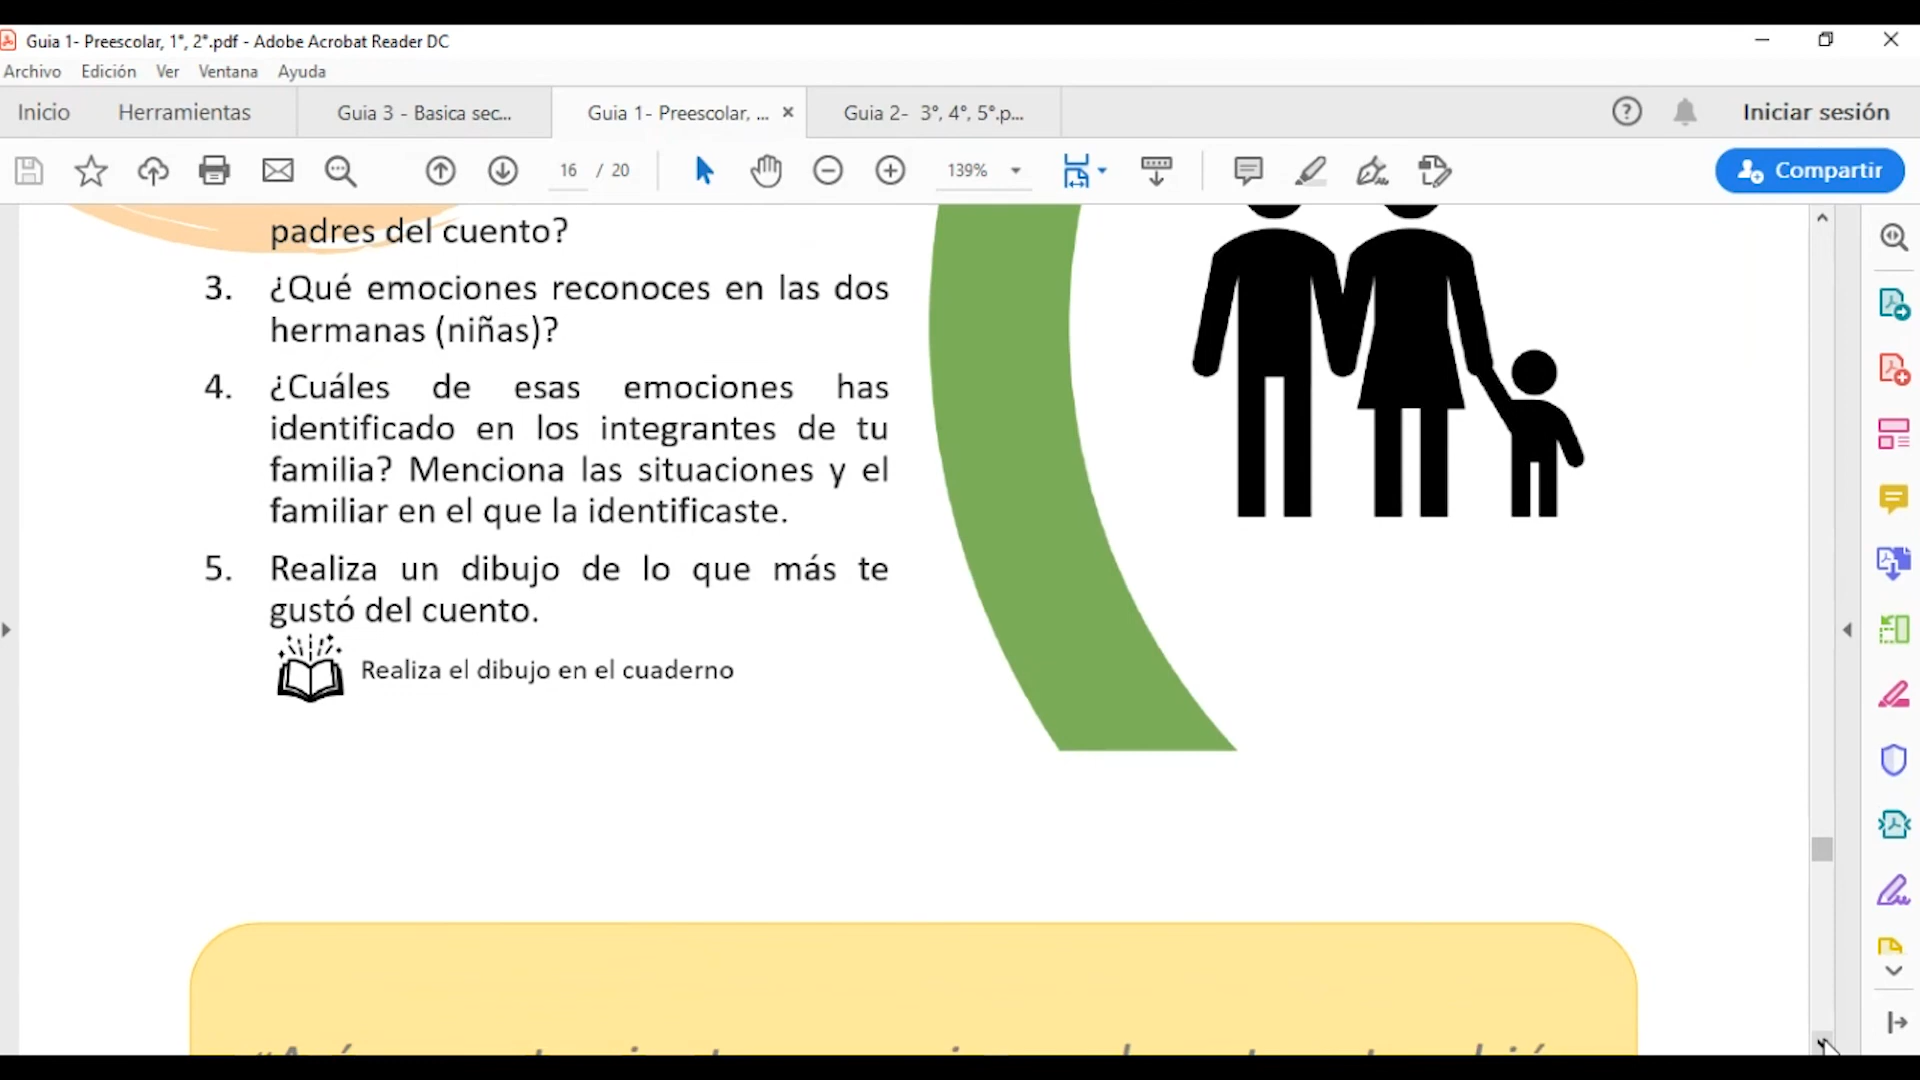 Guia 1- Preescolar, 1°, 2°.pdf - Adobe Acrobat Reader DC
Archivo Edición Ver Ventana Ayuda
Inicio Herramientas Guia 3 - Basica sec... Guia 1- Preescolar, ... Guia 2- 3°, 4°, 5°.p... Iniciar sesión
16 / 20 139% Compartir
padres del cuento?
3. ¿Qué emociones reconoces en las dos
hermanas (niñas)?
4. ¿Cuáles de esas emociones has
identificado en los integrantes de tu
familia? Menciona las situaciones y el
familiar en el que la identificaste.
5. Realiza un dibujo de lo que más te
gustó del cuento.
Realiza el dibujo en el cuaderno